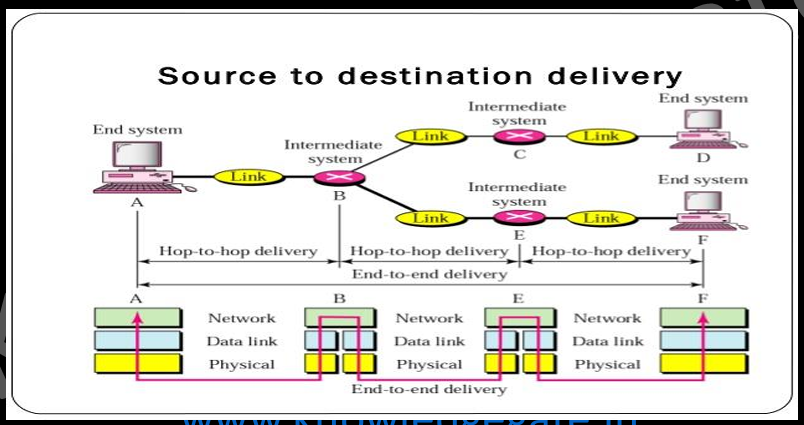 Source to destination delivery
End system
Intermediate
system
Link
C
Link
End system
D
End system
A
Link
Intermediate
system
B
Link
Intermediate
system
E
Link
End system
F
Hop-to-hop delivery
Hop-to-hop delivery
Hop-to-hop delivery
End-to-end delivery
A
B
E
F
Network
Network
Network
Data link
Data link
Data link
Physical
Physical
Physical
End-to-end delivery